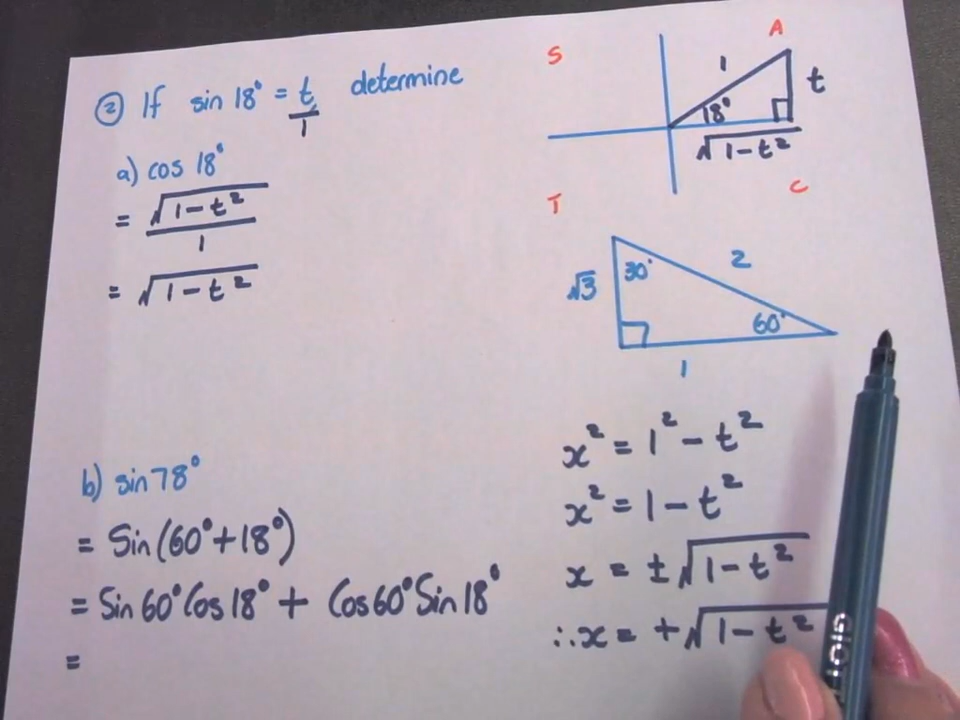 ② If sin 18° = t/1 determine
a) cos 18°
= √(1-t²)/1
= √(1-t²)
b) sin 78°
= Sin(60°+18°)
= Sin 60° Cos 18° + Cos 60° Sin 18°
=
S
A
1
t
18°
√(1-t²)
T
C
√3
30°
2
60°
1
x² = 1² - t²
x² = 1 - t²
x = ±√(1-t²)
∴ x = +√(1-t²)